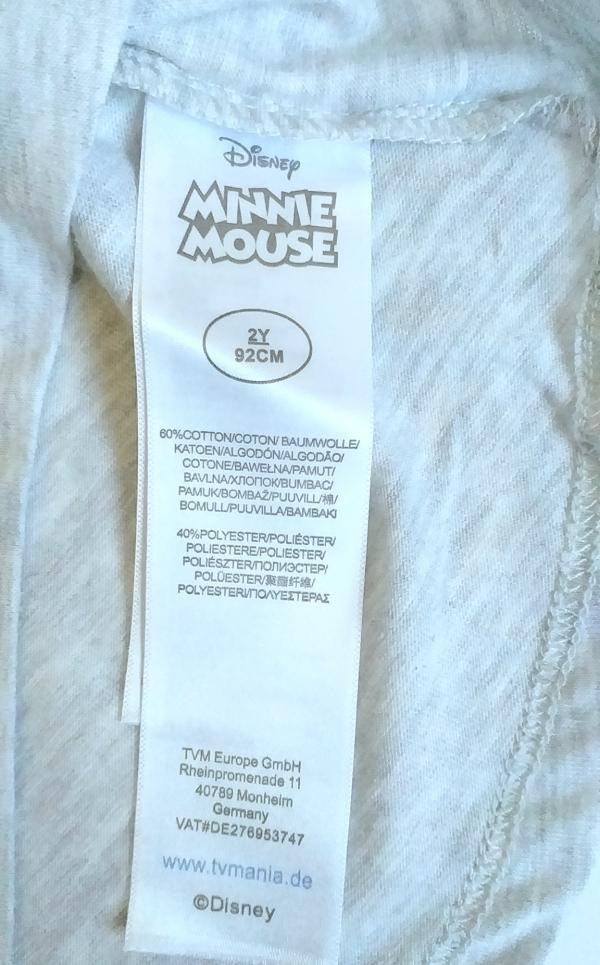 Disney
MINNIE
MOUSE
2Y
92CM
60%COTTON/COTON/ BAUMWOLLE/
KATOEN/ALGODÓN/ALGODÃO/
COTONE/BAWEŁNA/PAMUT/
BAVLNA/ХЛОПОК/BUMBAC/
PAMUK/BOMBAŽ/PUUVILL/棉/
BOMULL/PUUVILLA/BAMBAKI
40%POLYESTER/POLIÉSTER/
POLIESTERE/POLIESTER/
POLIÉSZTER/ПОЛИЭСТЕР/
POLÜESTER/聚酯纤维/
POLYESTERI/ΠΟΛΥΕΣΤΕΡΑΣ
TVM Europe GmbH
Rheinpromenade 11
40789 Monheim
Germany
VAT#DE276953747
www.tvmania.de
©Disney